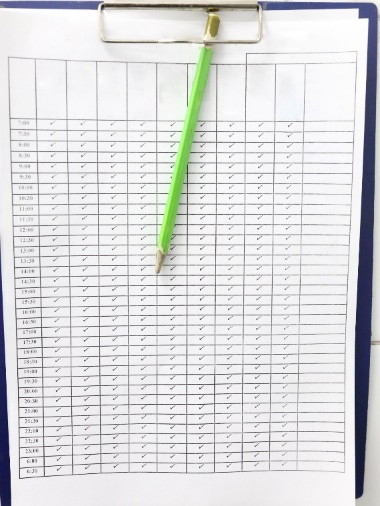 7:00 ✓ ✓ ✓ ✓ ✓ ✓ ✓ ✓ ✓
7:30 ✓ ✓ ✓ ✓ ✓ ✓ ✓ ✓ ✓
8:00 ✓ ✓ ✓ ✓ ✓ ✓ ✓ ✓ ✓
8:30 ✓ ✓ ✓ ✓ ✓ ✓ ✓ ✓ ✓
9:00 ✓ ✓ ✓ ✓ ✓ ✓ ✓ ✓ ✓
9:30 ✓ ✓ ✓ ✓ ✓ ✓ ✓ ✓ ✓
10:00 ✓ ✓ ✓ ✓ ✓ ✓ ✓ ✓ ✓
10:30 ✓ ✓ ✓ ✓ ✓ ✓ ✓ ✓ ✓
11:00 ✓ ✓ ✓ ✓ ✓ ✓ ✓ ✓ ✓
11:30 ✓ ✓ ✓ ✓ ✓ ✓ ✓ ✓ ✓
12:00 ✓ ✓ ✓ ✓ ✓ ✓ ✓ ✓ ✓
12:30 ✓ ✓ ✓ ✓ ✓ ✓ ✓ ✓ ✓
13:00 ✓ ✓ ✓ ✓ ✓ ✓ ✓ ✓ ✓
13:30 ✓ ✓ ✓ ✓ ✓ ✓ ✓ ✓ ✓
14:10 ✓ ✓ ✓ ✓ ✓ ✓ ✓ ✓ ✓
14:30 ✓ ✓ ✓ ✓ ✓ ✓ ✓ ✓ ✓
15:00 ✓ ✓ ✓ ✓ ✓ ✓ ✓ ✓ ✓
15:30 ✓ ✓ ✓ ✓ ✓ ✓ ✓ ✓ ✓
16:00 ✓ ✓ ✓ ✓ ✓ ✓ ✓ ✓ ✓
16:30 ✓ ✓ ✓ ✓ ✓ ✓ ✓ ✓ ✓
17:00 ✓ ✓ ✓ ✓ ✓ ✓ ✓ ✓ ✓
17:30 ✓ ✓ ✓ ✓ ✓ ✓ ✓ ✓ ✓
18:00 ✓ ✓ ✓ ✓ ✓ ✓ ✓ ✓ ✓
18:30 ✓ ✓ ✓ ✓ ✓ ✓ ✓ ✓ ✓
19:00 ✓ ✓ ✓ ✓ ✓ ✓ ✓ ✓ ✓
19:30 ✓ ✓ ✓ ✓ ✓ ✓ ✓ ✓ ✓
20:00 ✓ ✓ ✓ ✓ ✓ ✓ ✓ ✓ ✓
20:30 ✓ ✓ ✓ ✓ ✓ ✓ ✓ ✓ ✓
21:00 ✓ ✓ ✓ ✓ ✓ ✓ ✓ ✓ ✓
21:30 ✓ ✓ ✓ ✓ ✓ ✓ ✓ ✓ ✓
22:10 ✓ ✓ ✓ ✓ ✓ ✓ ✓ ✓ ✓
22:30 ✓ ✓ ✓ ✓ ✓ ✓ ✓ ✓ ✓
23:00 ✓ ✓ ✓ ✓ ✓ ✓ ✓ ✓ ✓
6:00 ✓ ✓ ✓ ✓ ✓ ✓ ✓ ✓ ✓
6:30 ✓ ✓ ✓ ✓ ✓ ✓ ✓ ✓ ✓